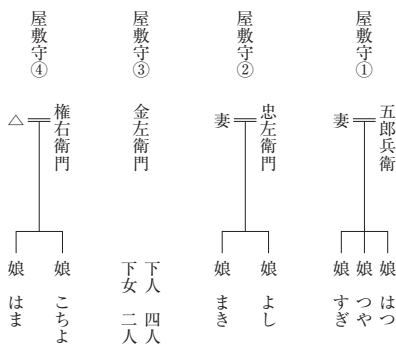 屋敷守①
五郎兵衛
妻
娘 はつ
娘 つや
娘 すぎ
屋敷守②
忠左衛門
妻
娘 よし
娘 まき
屋敷守③
金左衛門
下人 四人
下女 二人
屋敷守④
権右衛門
△
娘 こちよ
娘 はま